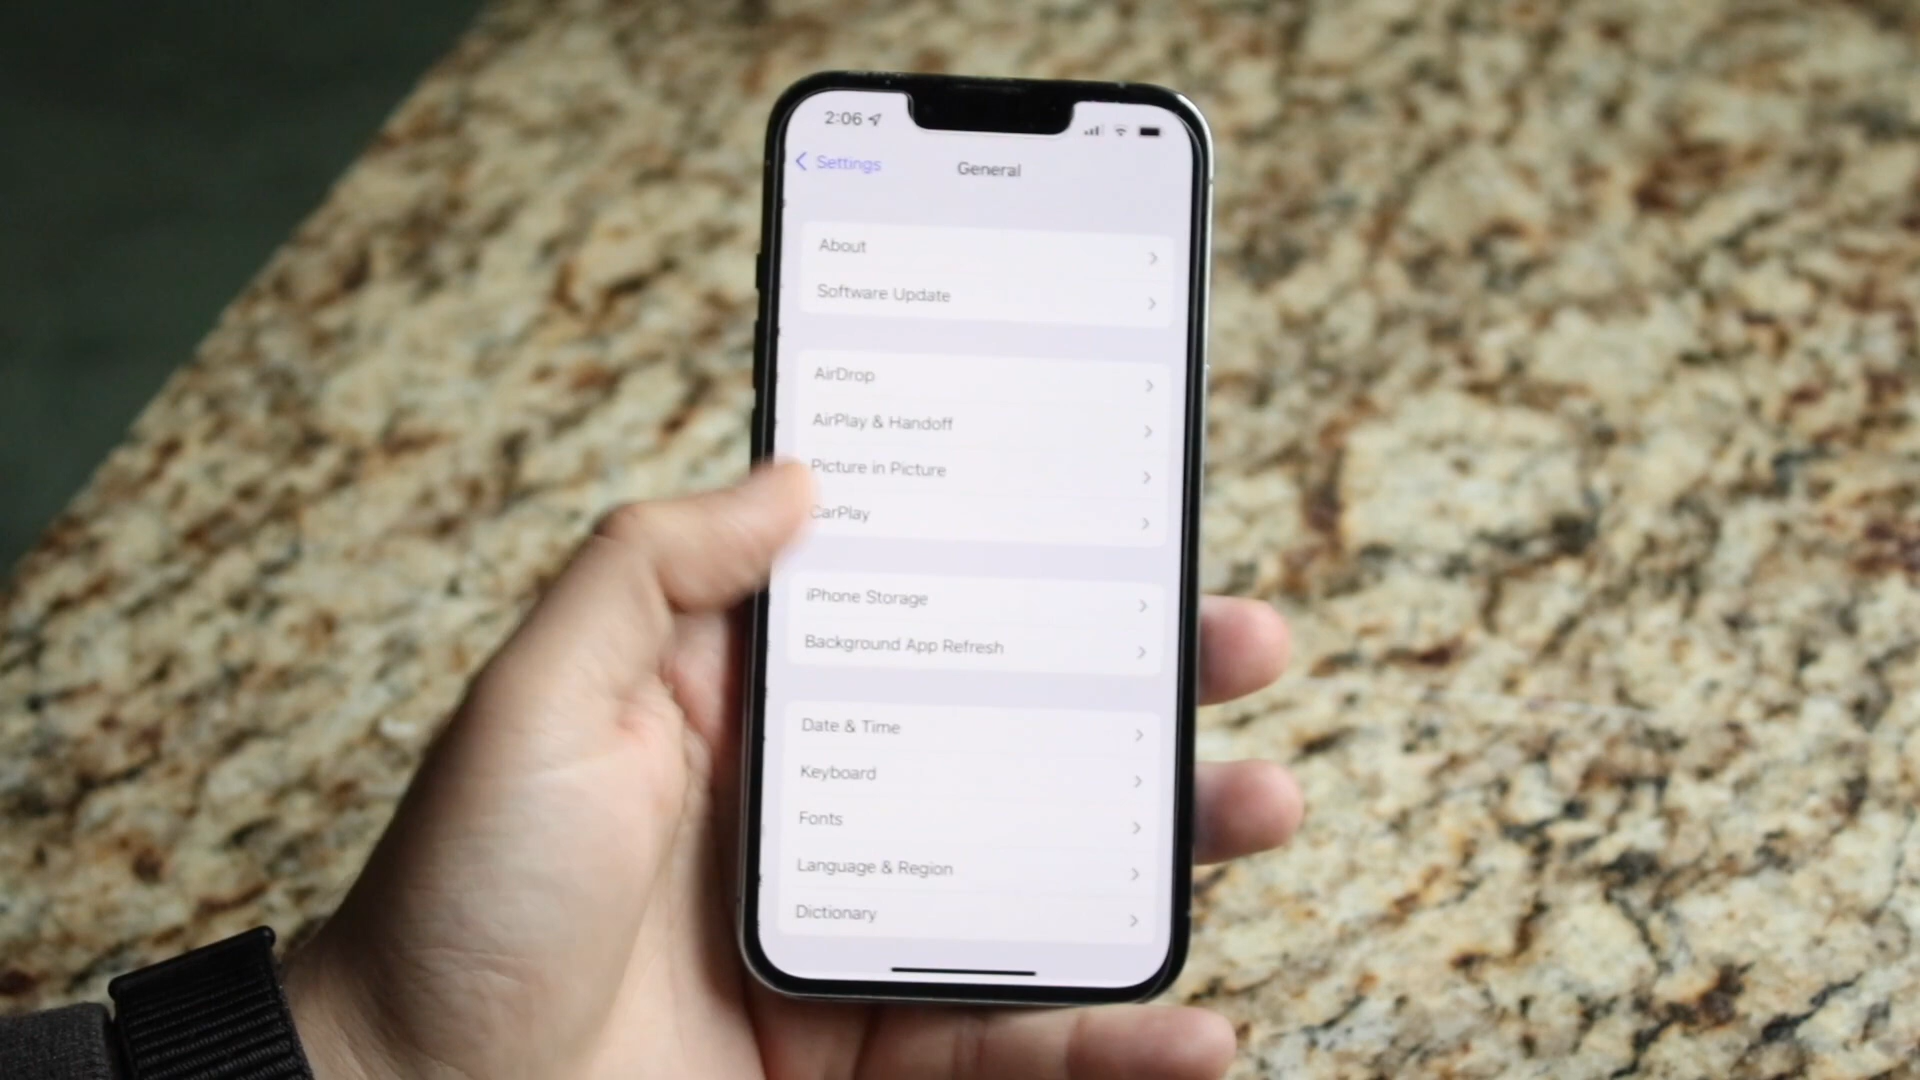 2:06
Settings
General
About
Software Update
AirDrop
AirPlay & Handoff
Picture in Picture
CarPlay
iPhone Storage
Background App Refresh
Date & Time
Keyboard
Fonts
Language & Region
Dictionary